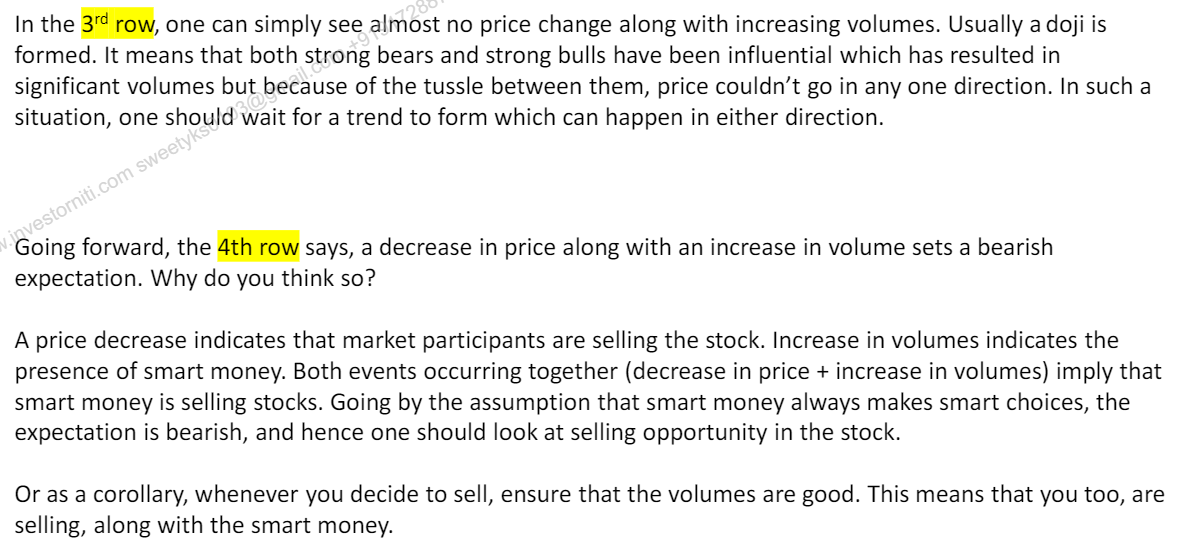 In the 3rd row, one can simply see almost no price change along with increasing volumes. Usually a doji is
formed. It means that both strong bears and strong bulls have been influential which has resulted in
significant volumes but because of the tussle between them, price couldn’t go in any one direction. In such a
situation, one should wait for a trend to form which can happen in either direction.
Going forward, the 4th row says, a decrease in price along with an increase in volume sets a bearish
expectation. Why do you think so?
A price decrease indicates that market participants are selling the stock. Increase in volumes indicates the
presence of smart money. Both events occurring together (decrease in price + increase in volumes) imply that
smart money is selling stocks. Going by the assumption that smart money always makes smart choices, the
expectation is bearish, and hence one should look at selling opportunity in the stock.
Or as a corollary, whenever you decide to sell, ensure that the volumes are good. This means that you too, are
selling, along with the smart money.